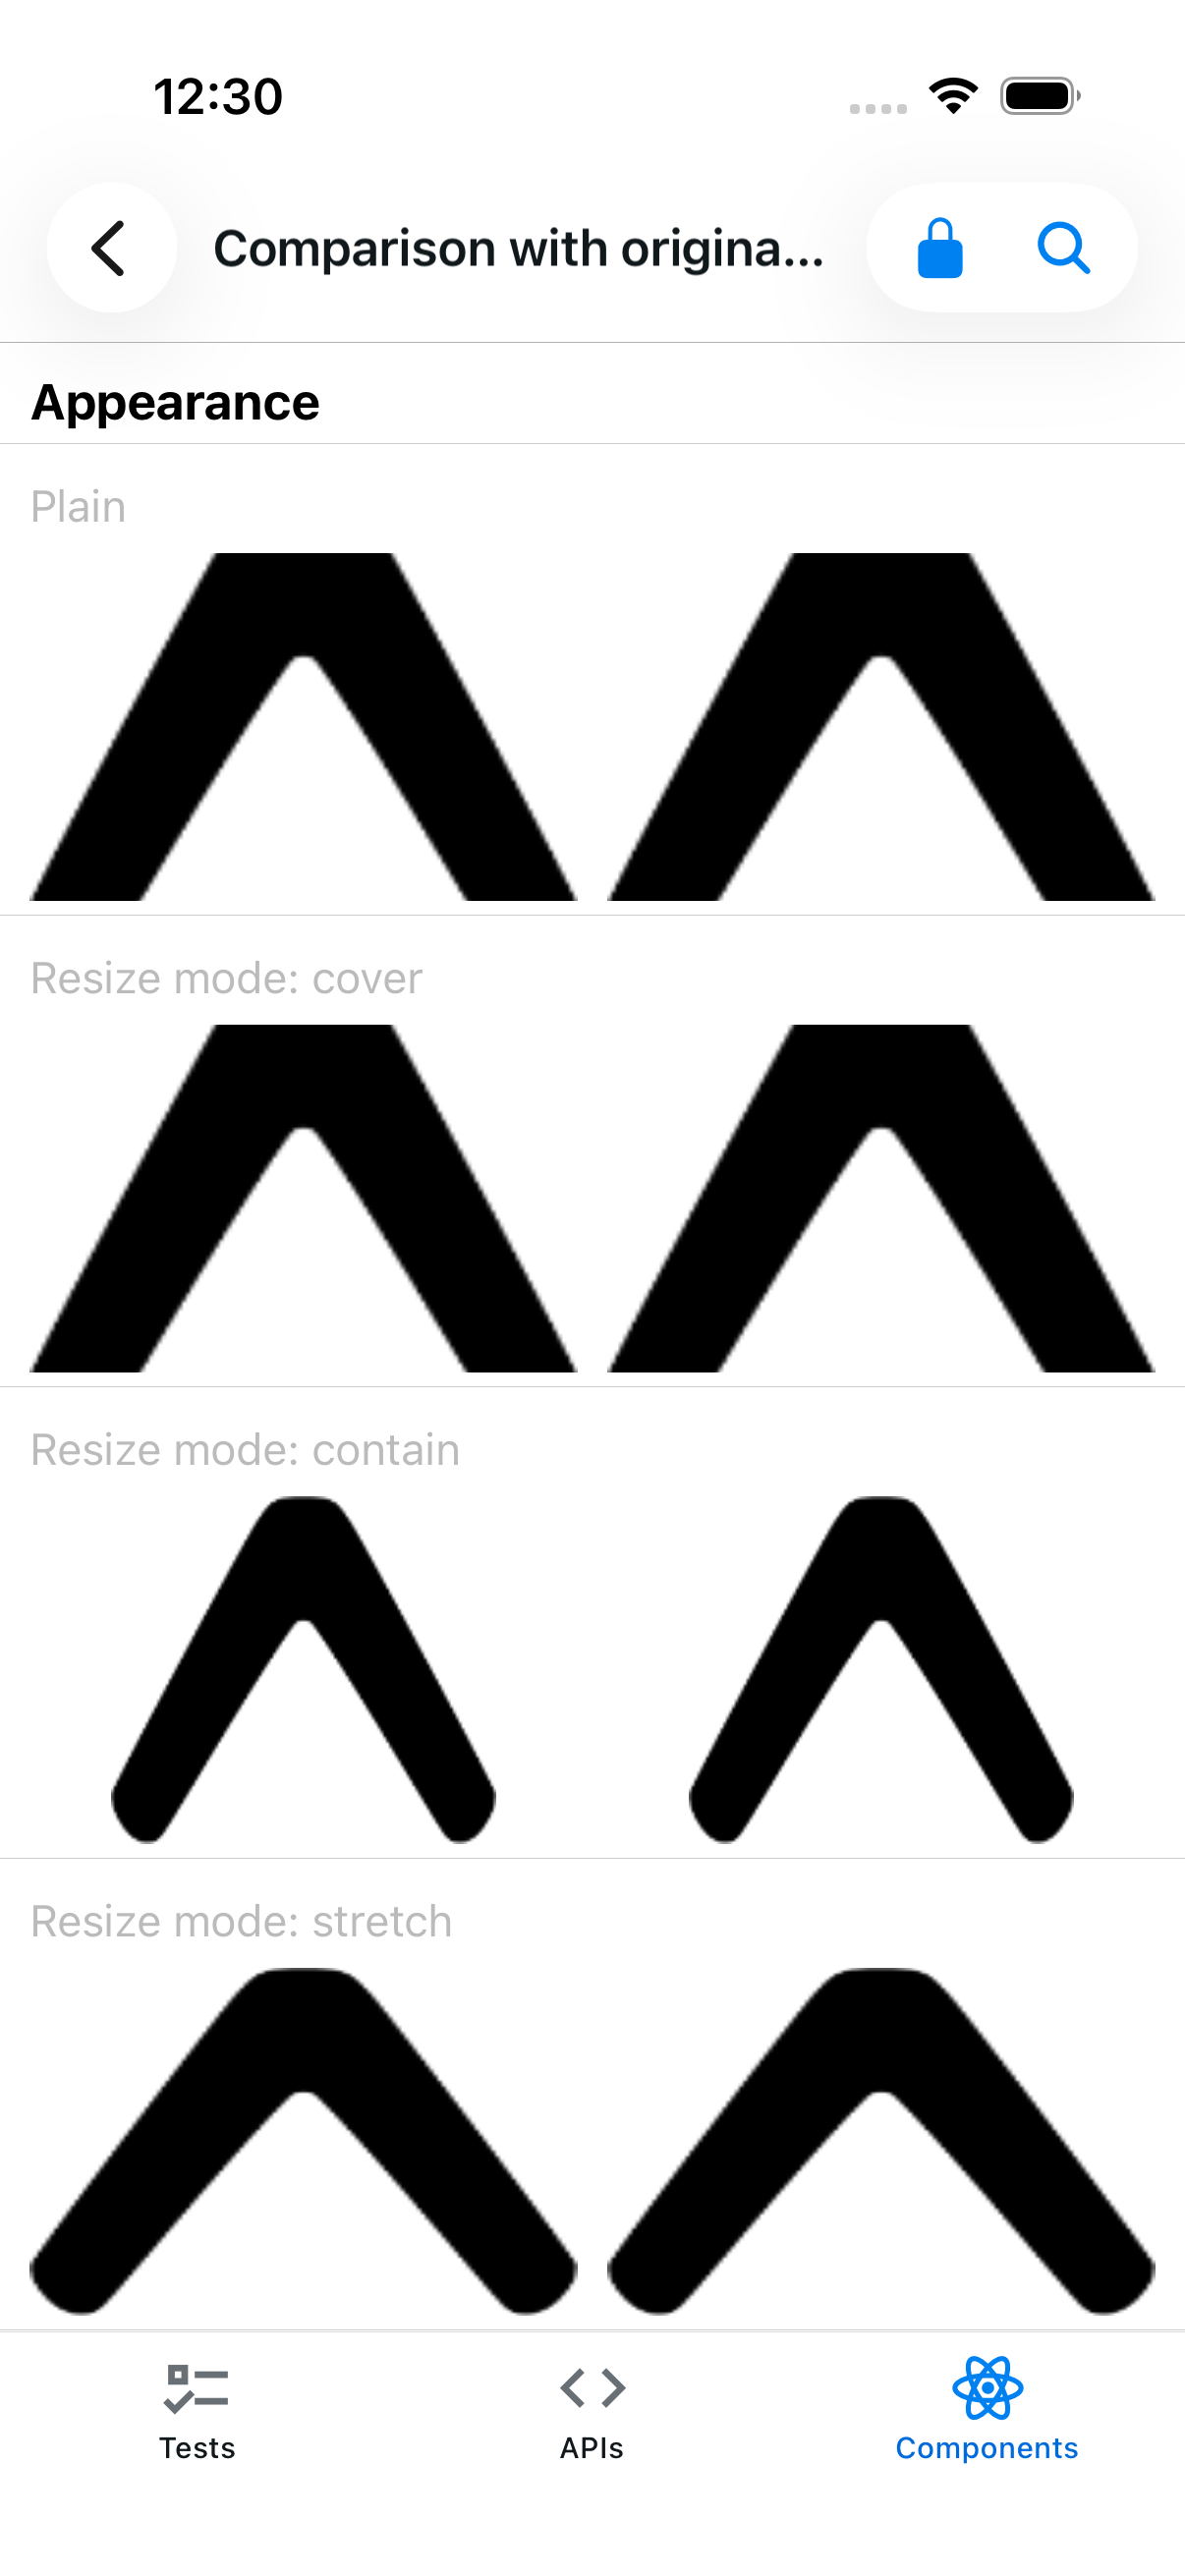 12:30
Comparison with origina...
Appearance
Plain
Resize mode: cover
Resize mode: contain
Resize mode: stretch
Tests
APIs
Components